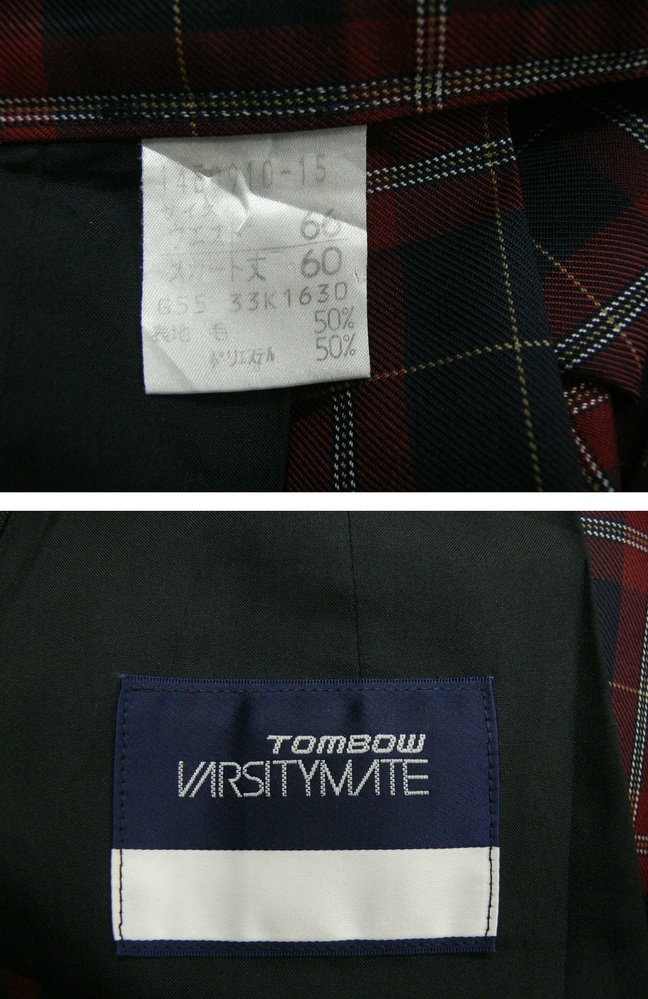 サイズ
ウエスト 66
スカート丈 60
G55 33K1630
表地 毛 50%
ポリエステル 50%
TOMBOW
VARSITYMATE